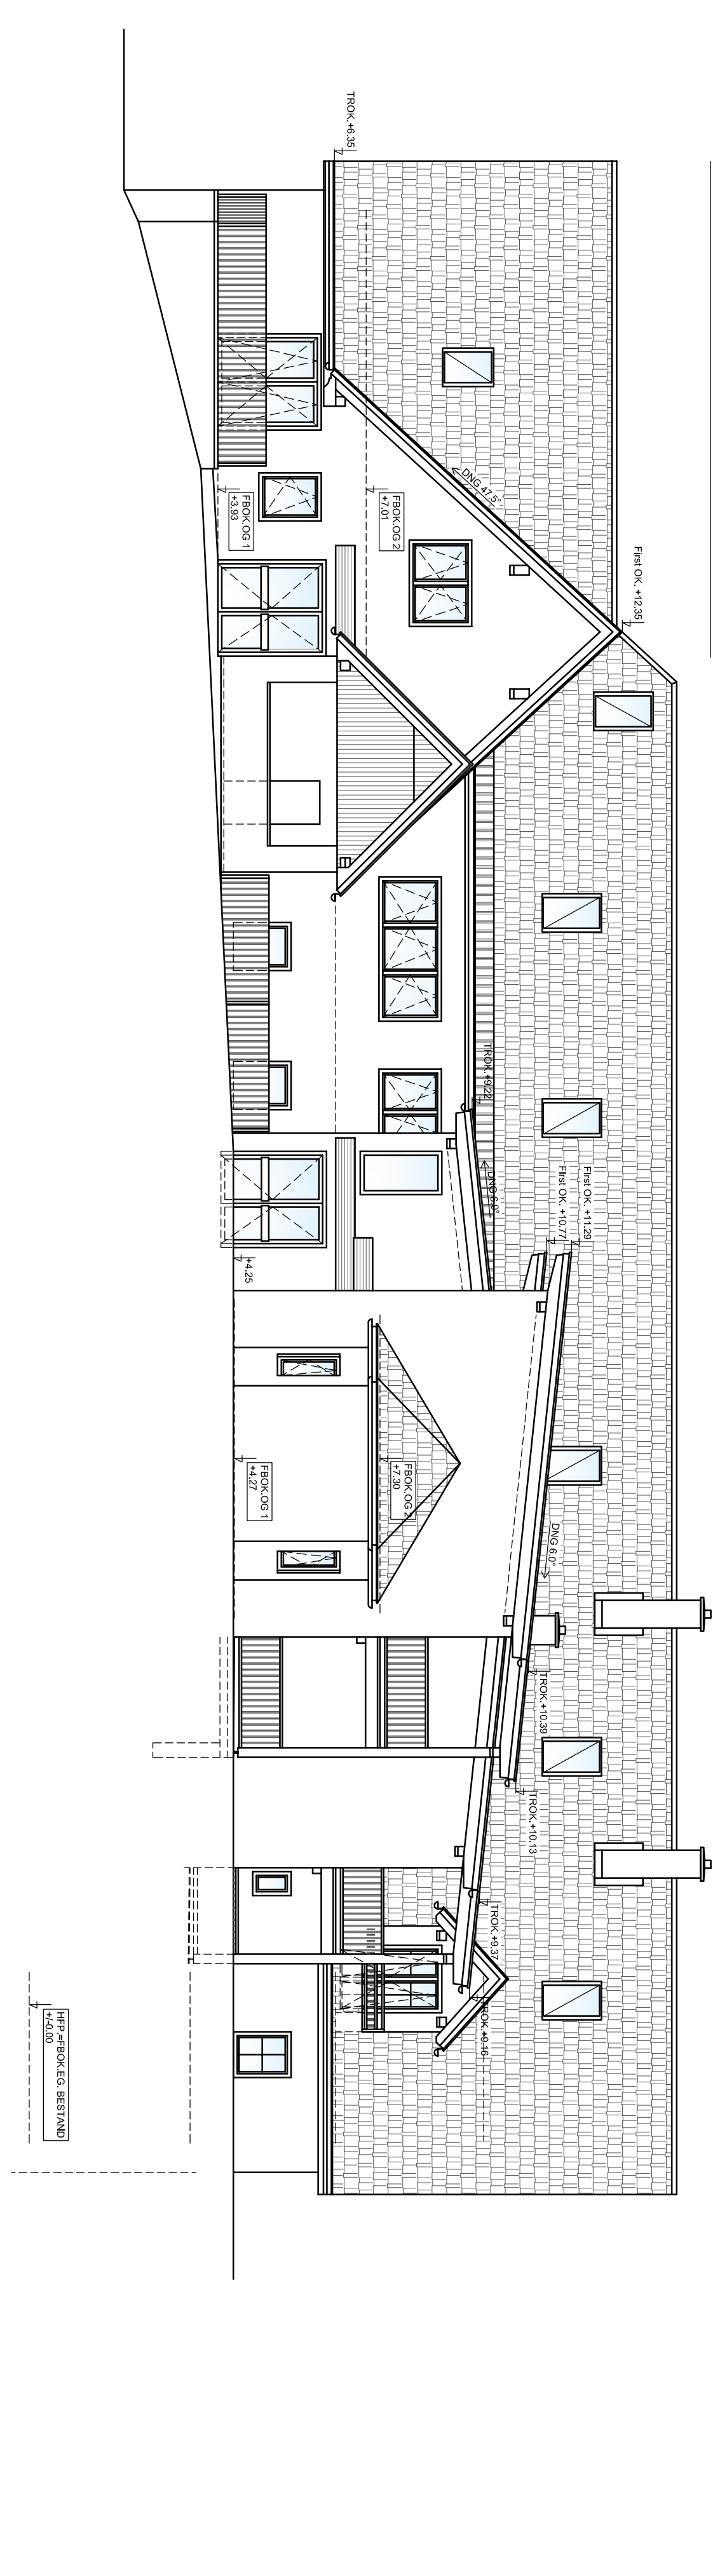 TROK.+6.35
DNG 47.5°
FBOK.OG 2
+7.01
FBOK.OG 1
+3.93
First OK. +12.35
TROK.+9.22
DNG 6.0°
First OK. +11.29
First OK. +10.77
+4.25
FBOK.OG 2
+7.30
FBOK.OG 1
+4.27
DNG 6.0°
TROK.+10.39
TROK.+10.13
TROK.+9.37
TROK.+9.16
HFP.=FBOK.EG. BESTAND
+/-0.00